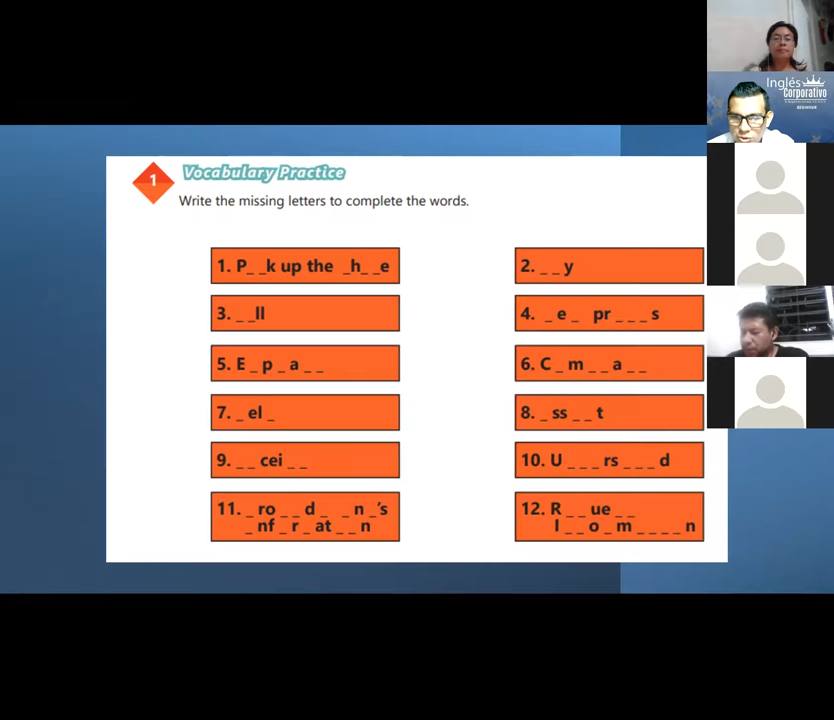 Inglés
Corporativo
BEGINNER
1
Vocabulary Practice
Write the missing letters to complete the words.
1. P_ _k up the _h_ _e
2. _ _ y
3. _ _ll
4. _ e _ pr _ _ _ s
5. E _ p _ a _ _
6. C _ m _ _ a _ _
7. _ el _
8. _ ss _ _ t
9. _ _ cei _ _
10. U _ _ _ rs _ _ _ d
11. _ ro _ _ d _ _ n _'s
_ nf _ r _ at _ _ n
12. R _ _ ue _ _
I _ _ o _ m _ _ _ _ n